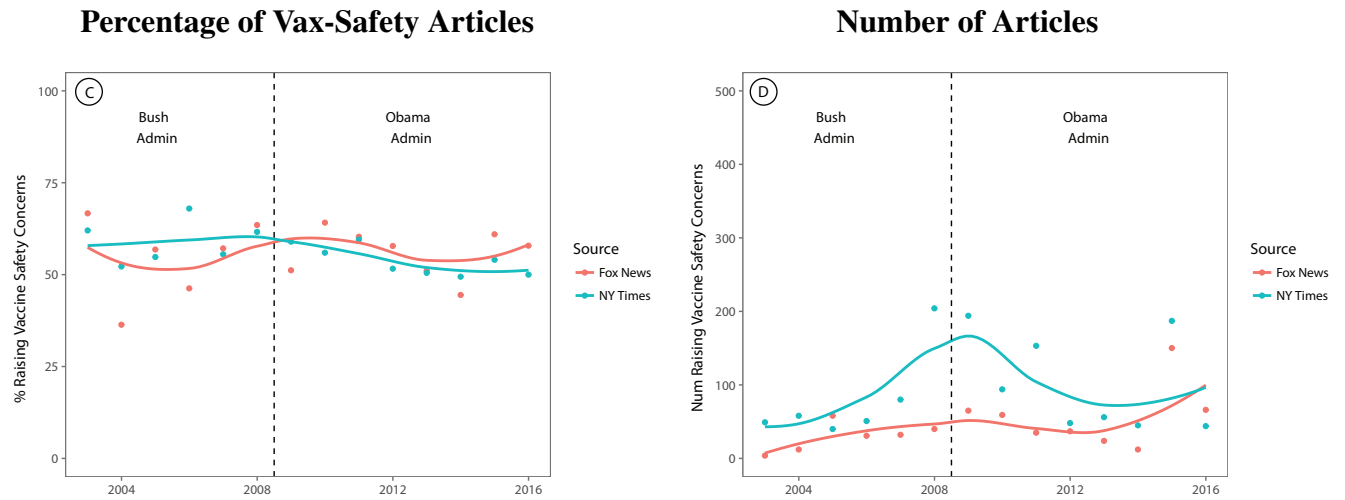 Percentage of Vax-Safety Articles
C
Bush
Admin
Obama
Admin
% Raising Vaccine Safety Concerns
100
75
50
25
0
2004
2008
2012
2016
Source
Fox News
NY Times
Number of Articles
D
Bush
Admin
Obama
Admin
Num Raising Vaccine Safety Concerns
500
400
300
200
100
0
2004
2008
2012
2016
Source
Fox News
NY Times